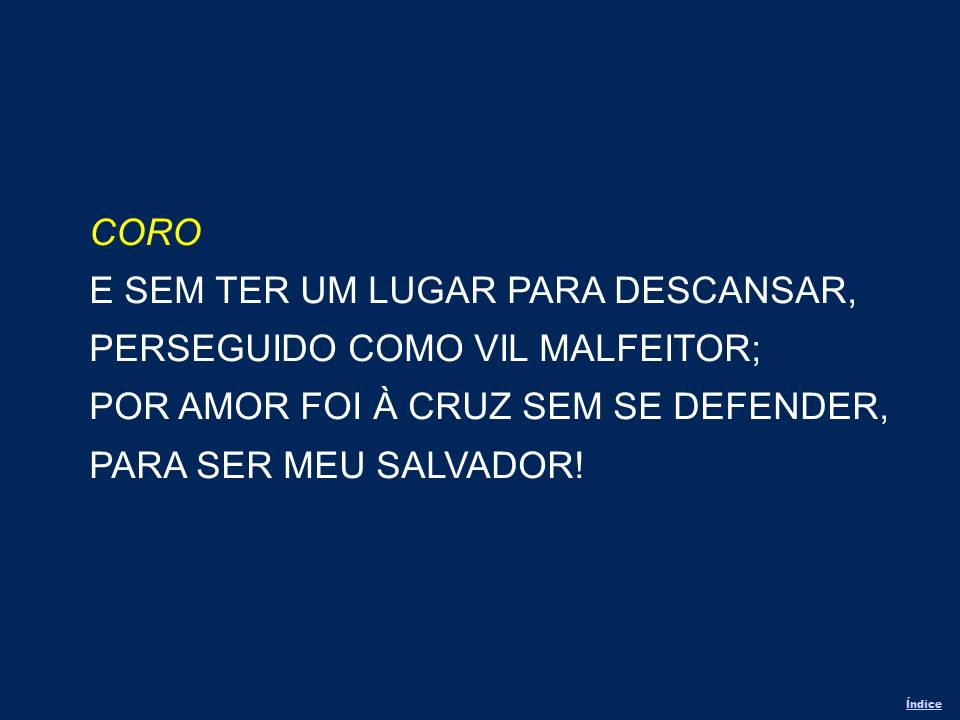 CORO
E SEM TER UM LUGAR PARA DESCANSAR,
PERSEGUIDO COMO VIL MALFEITOR;
POR AMOR FOI À CRUZ SEM SE DEFENDER,
PARA SER MEU SALVADOR!
Índice